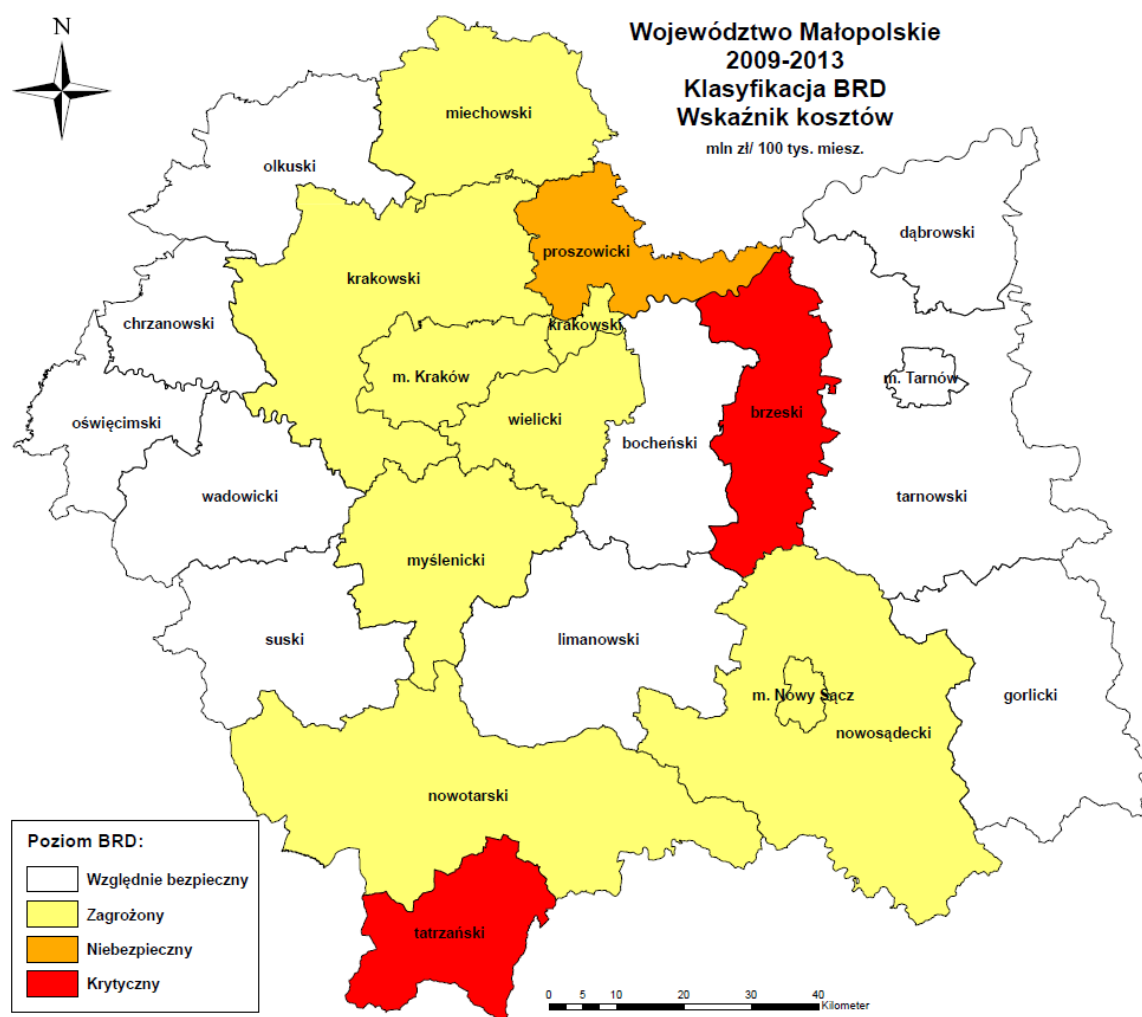 N
Województwo Małopolskie
2009-2013
Klasyfikacja BRD
Wskaźnik kosztów
mln zł/ 100 tys. miesz.
miechowski
olkuski
dąbrowski
proszowicki
krakowski
chrzanowski
krakowski
m. Kraków
m. Tarnów
oświęcimski
wielicki
brzeski
bocheński
wadowicki
tarnowski
myślenicki
suski
limanowski
m. Nowy Sącz
gorlicki
nowosądecki
nowotarski
tatrzański
Poziom BRD:
Względnie bezpieczny
Zagrożony
Niebezpieczny
Krytyczny
0 5 10 20 30 40
Kilometer